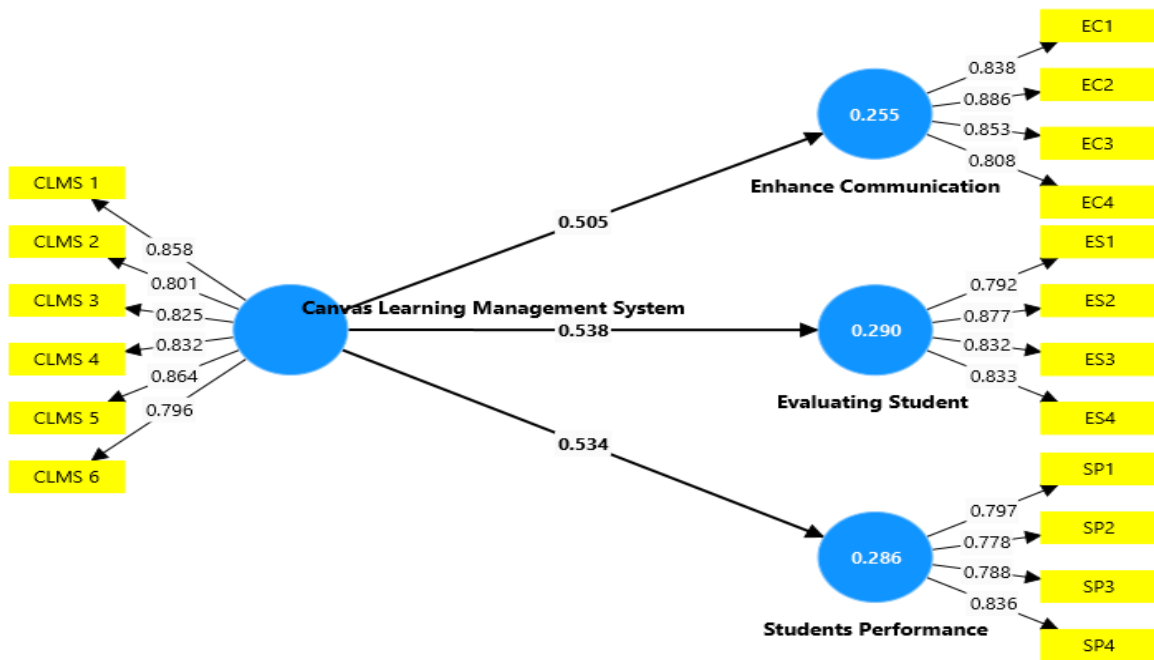 CLMS 1
CLMS 2
CLMS 3
CLMS 4
CLMS 5
CLMS 6
0.858
0.801
0.825
0.832
0.864
0.796
Canvas Learning Management System
0.505
0.538
0.534
0.255
Enhance Communication
0.838
0.886
0.853
0.808
EC1
EC2
EC3
EC4
0.290
Evaluating Student
0.792
0.877
0.832
0.833
ES1
ES2
ES3
ES4
0.286
Students Performance
0.797
0.778
0.788
0.836
SP1
SP2
SP3
SP4